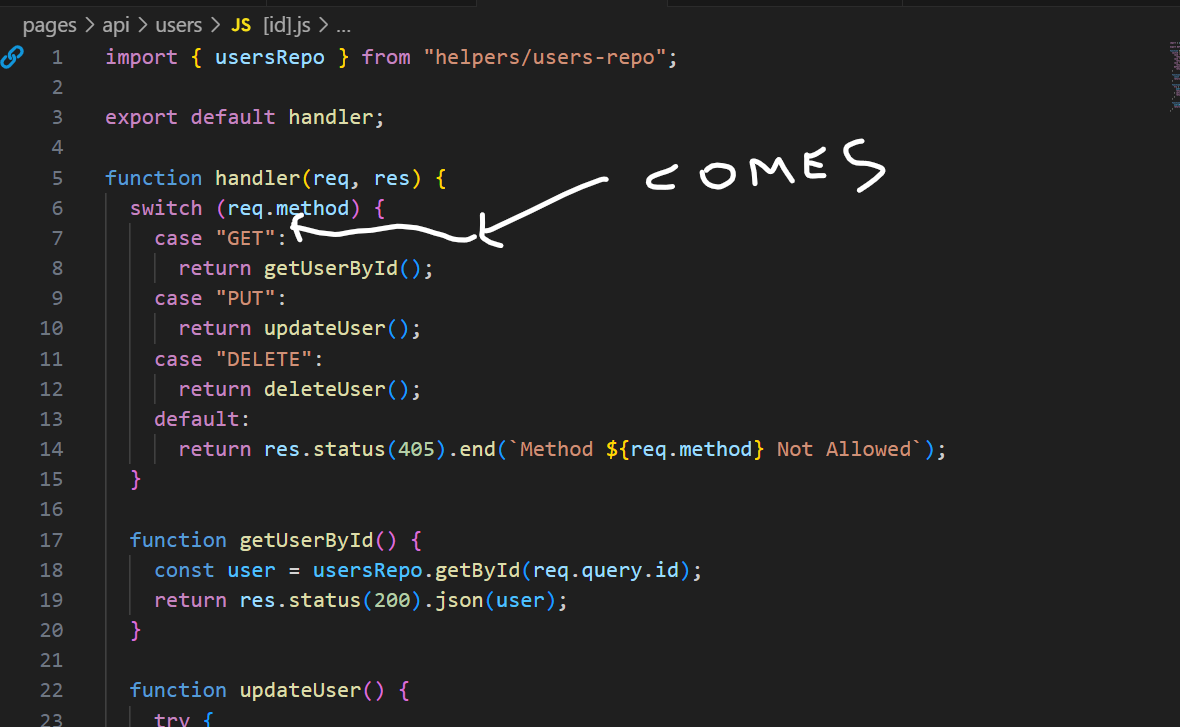 pages > api > users > JS [id].js > ...
1 import { usersRepo } from "helpers/users-repo";
2
3 export default handler;
4
COMES
5 function handler(req, res) {
6 switch (req.method) {
7 case "GET":
8 return getUserById();
9 case "PUT":
10 return updateUser();
11 case "DELETE":
12 return deleteUser();
13 default:
14 return res.status(405).end(`Method ${req.method} Not Allowed`);
15 }
16
17 function getUserById() {
18 const user = usersRepo.getById(req.query.id);
19 return res.status(200).json(user);
20 }
21
22 function updateUser() {
23 try {